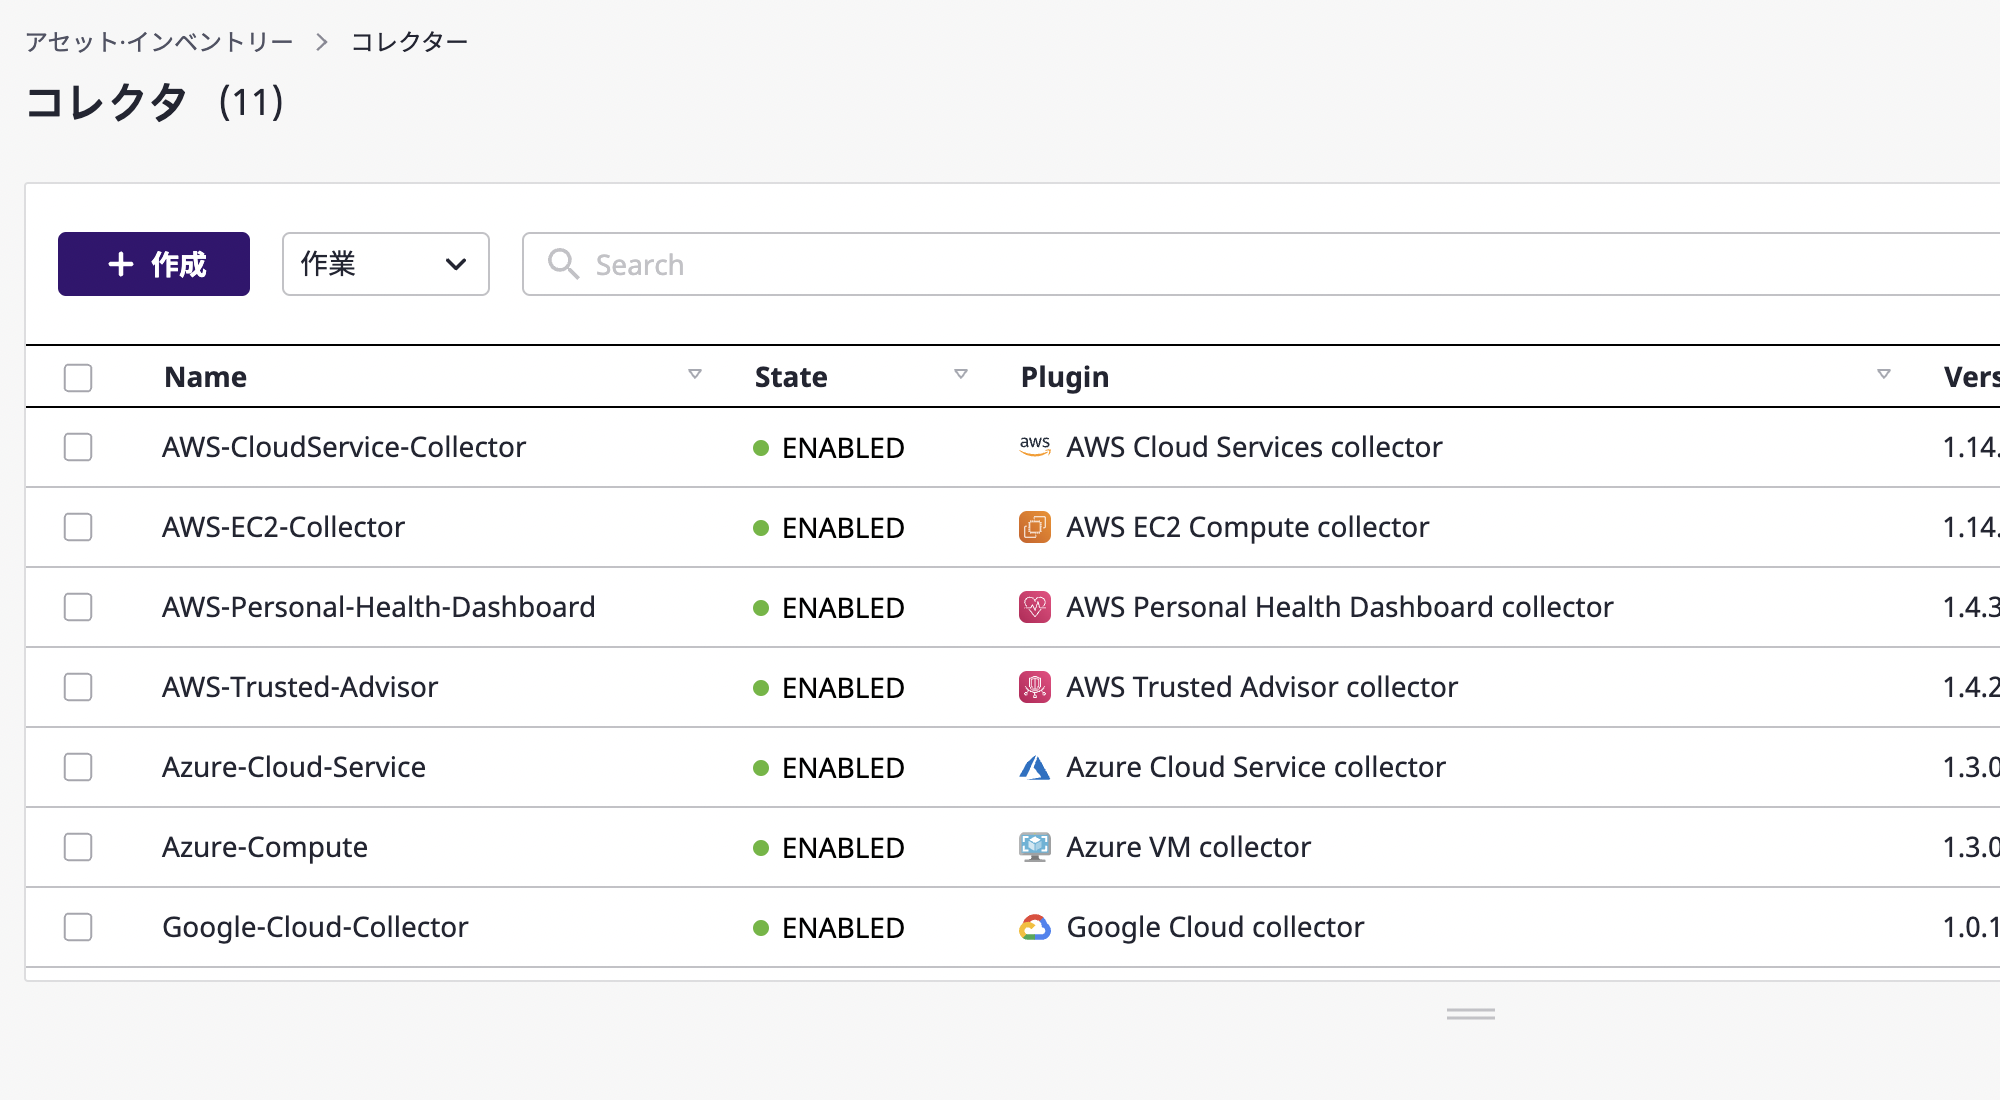 アセット·インベントリー > コレクター
コレクタ (11)
+ 作成 作業 Search
Name State Plugin Vers
AWS-CloudService-Collector ENABLED aws AWS Cloud Services collector 1.14.
AWS-EC2-Collector ENABLED AWS EC2 Compute collector 1.14.
AWS-Personal-Health-Dashboard ENABLED AWS Personal Health Dashboard collector 1.4.3
AWS-Trusted-Advisor ENABLED AWS Trusted Advisor collector 1.4.2
Azure-Cloud-Service ENABLED Azure Cloud Service collector 1.3.0
Azure-Compute ENABLED Azure VM collector 1.3.0
Google-Cloud-Collector ENABLED Google Cloud collector 1.0.1